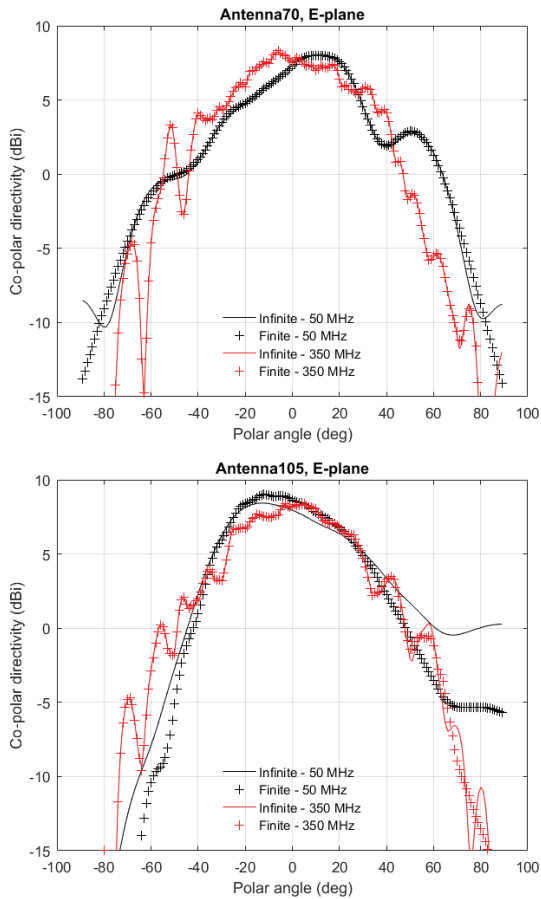 Antenna70, E-plane
Co-polar directivity (dBi)
10
5
0
-5
-10
-15
Infinite - 50 MHz
Finite - 50 MHz
Infinite - 350 MHz
Finite - 350 MHz
-100 -80 -60 -40 -20 0 20 40 60 80 100
Polar angle (deg)
Antenna105, E-plane
Co-polar directivity (dBi)
10
5
0
-5
-10
-15
Infinite - 50 MHz
Finite - 50 MHz
Infinite - 350 MHz
Finite - 350 MHz
-100 -80 -60 -40 -20 0 20 40 60 80 100
Polar angle (deg)